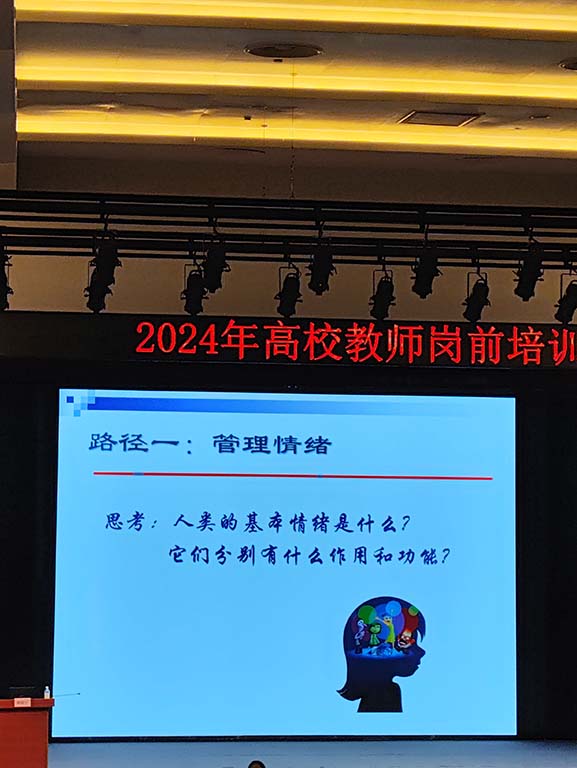 2024年高校教师岗前培训
路径一：管理情绪
思考：人类的基本情绪是什么？
它们分别有什么作用和功能？